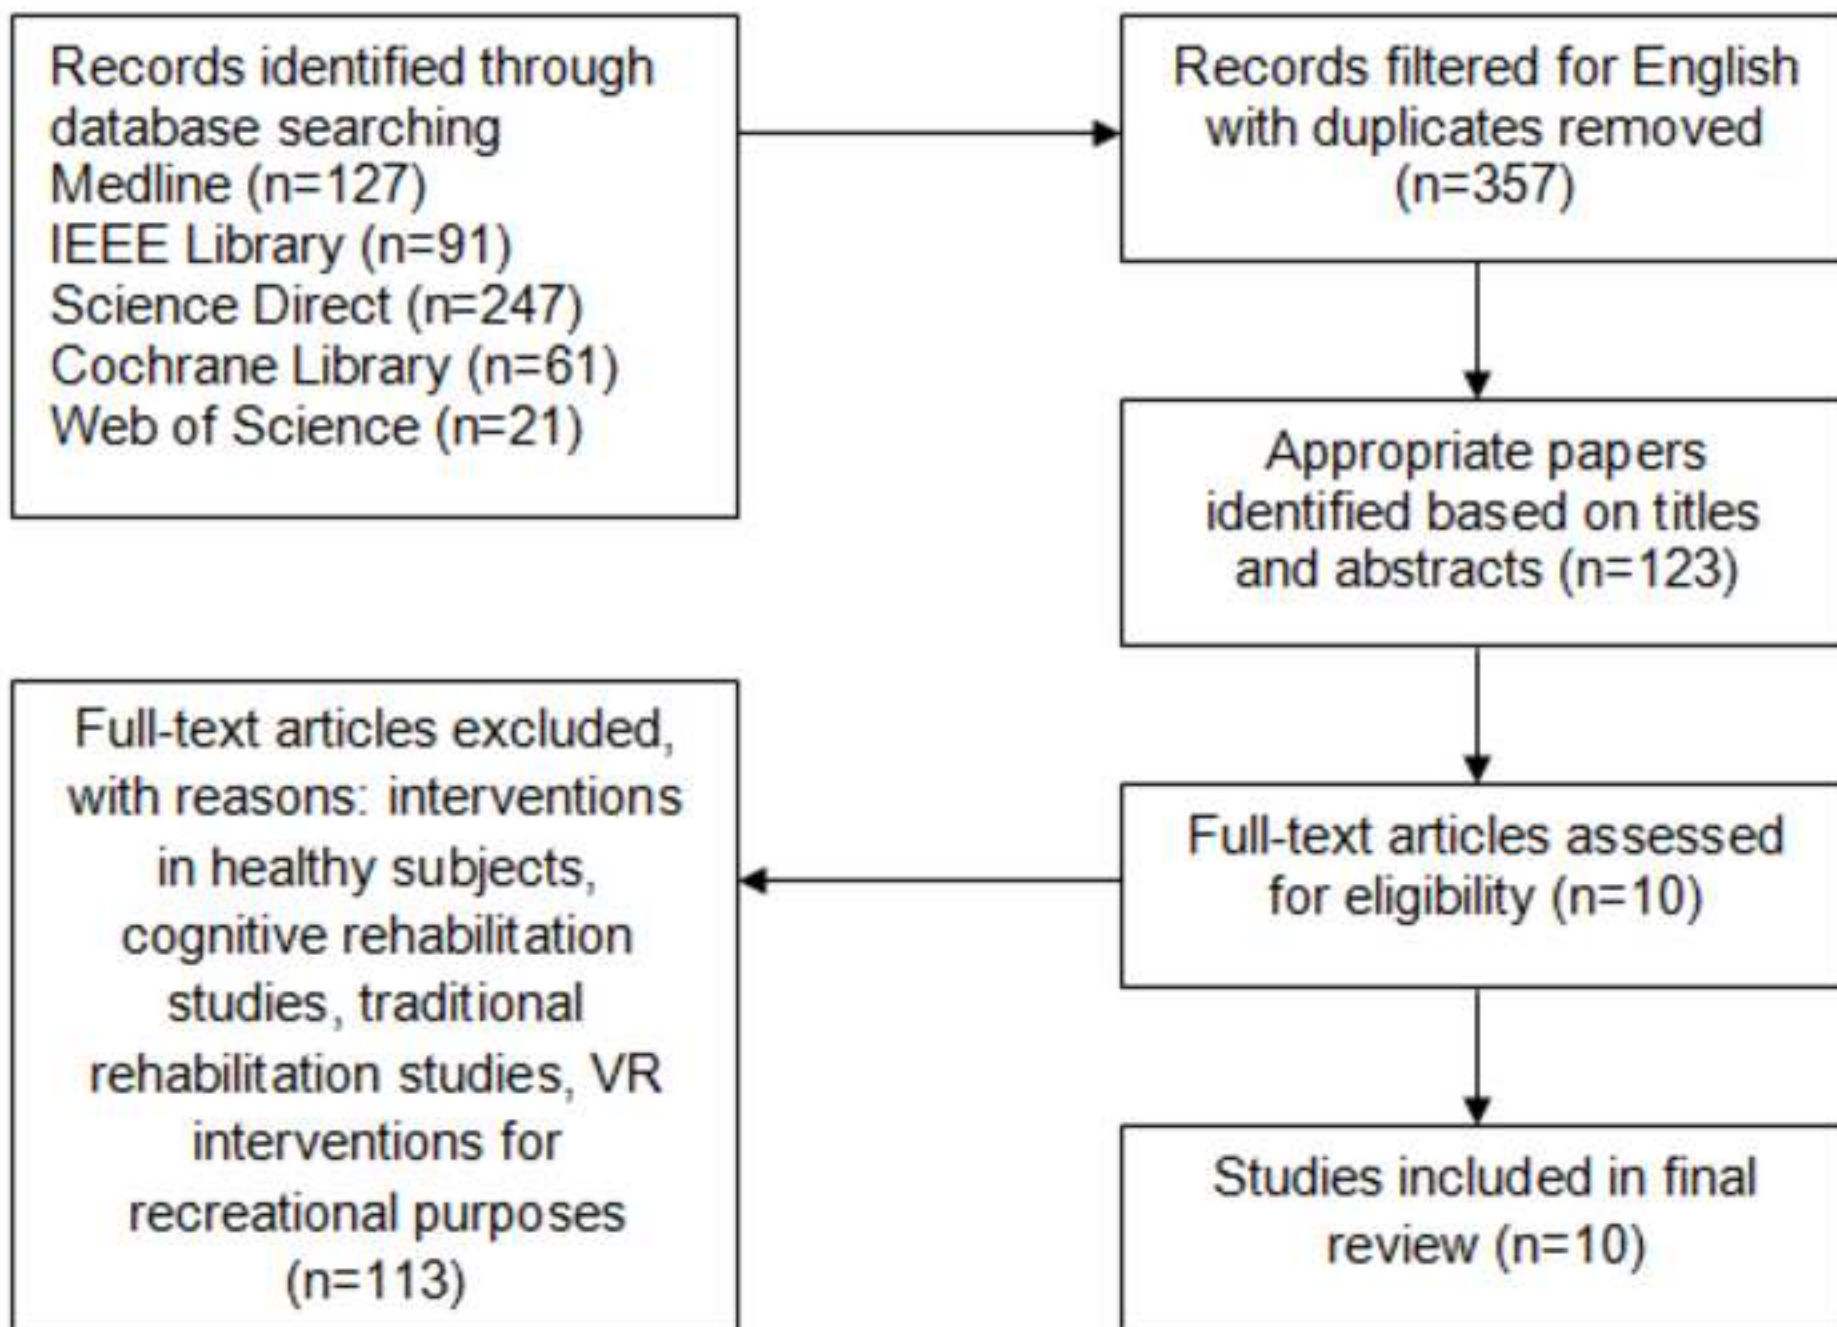 Records identified through
database searching
Medline (n=127)
IEEE Library (n=91)
Science Direct (n=247)
Cochrane Library (n=61)
Web of Science (n=21)
Records filtered for English
with duplicates removed
(n=357)
Appropriate papers
identified based on titles
and abstracts (n=123)
Full-text articles assessed
for eligibility (n=10)
Full-text articles excluded,
with reasons: interventions
in healthy subjects,
cognitive rehabilitation
studies, traditional
rehabilitation studies, VR
interventions for
recreational purposes
(n=113)
Studies included in final
review (n=10)